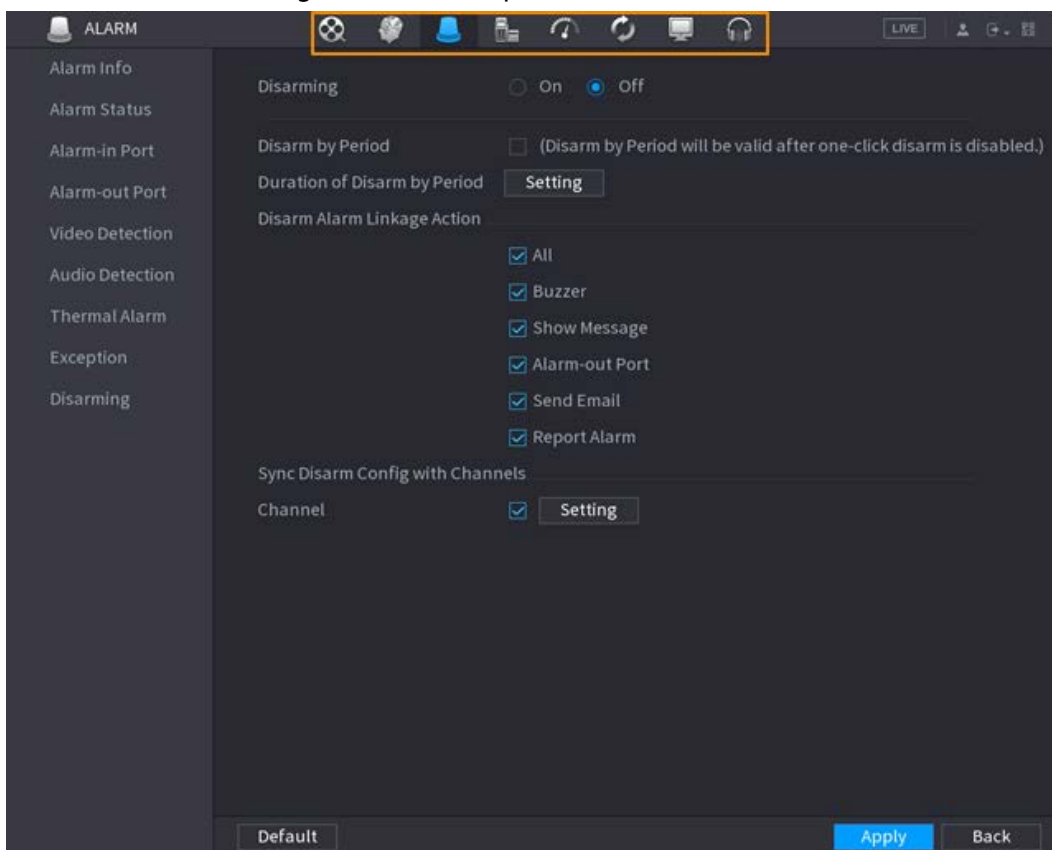 ALARM
LIVE
Alarm Info
Alarm Status
Alarm-in Port
Alarm-out Port
Video Detection
Audio Detection
Thermal Alarm
Exception
Disarming
Disarming On Off
Disarm by Period (Disarm by Period will be valid after one-click disarm is disabled.)
Duration of Disarm by Period Setting
Disarm Alarm Linkage Action
All
Buzzer
Show Message
Alarm-out Port
Send Email
Report Alarm
Sync Disarm Config with Channels
Channel Setting
Default Apply Back